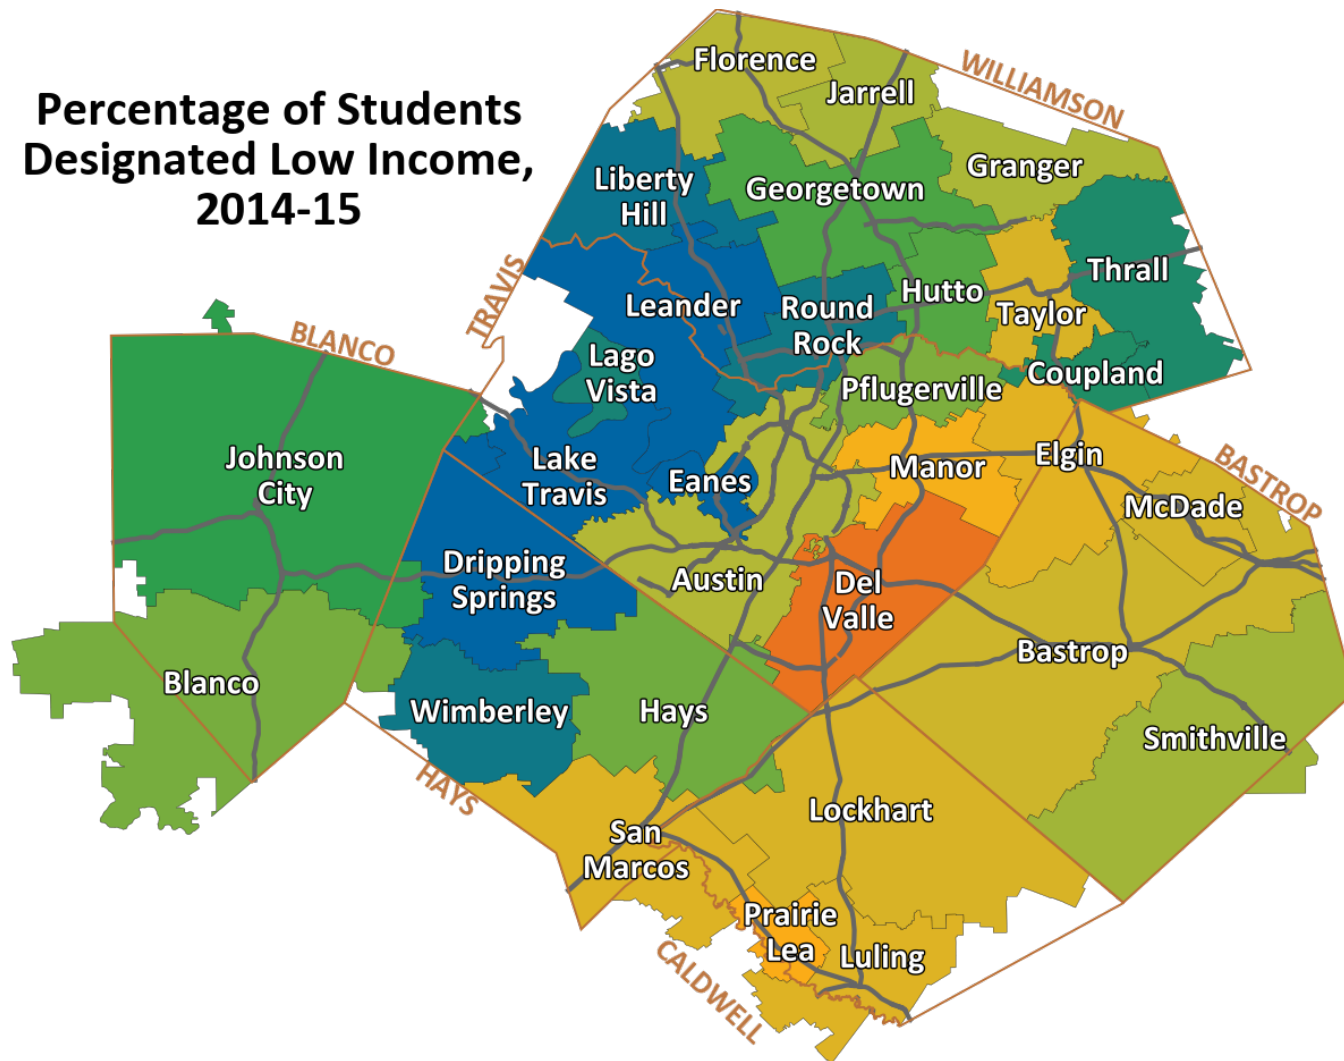 Percentage of Students
Designated Low Income,
2014-15
WILLIAMSON
Florence
Jarrell
Granger
Liberty
Hill
Georgetown
Thrall
TRAVIS
Leander
Round
Rock
Hutto
Taylor
BLANCO
Lago
Vista
Pflugerville
Coupland
Johnson
City
Lake
Travis
Eanes
Manor
Elgin
BASTROP
McDade
Dripping
Springs
Austin
Del
Valle
Bastrop
Blanco
Wimberley
Hays
Smithville
HAYS
San
Marcos
Lockhart
Prairie
Lea
Luling
CALDWELL